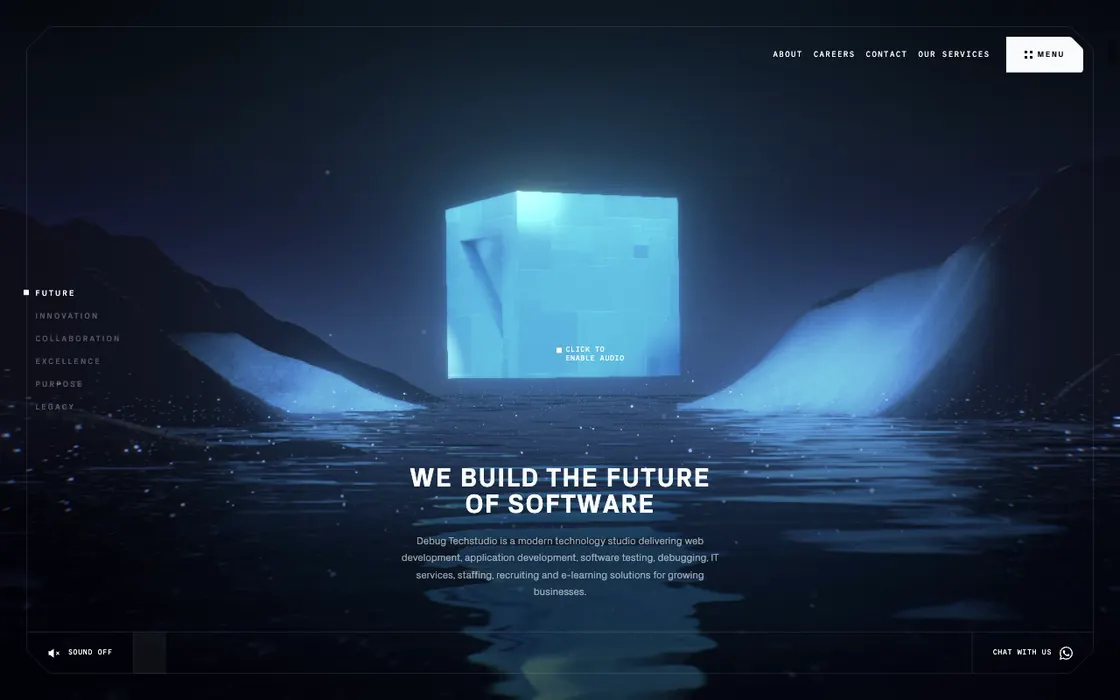 ABOUT CAREERS CONTACT OUR SERVICES MENU
FUTURE
INNOVATION
COLLABORATION
EXCELLENCE
PURPOSE
LEGACY
CLICK TO
ENABLE AUDIO
WE BUILD THE FUTURE
OF SOFTWARE
Debug Techstudio is a modern technology studio delivering web
development, application development, software testing, debugging, IT
services, staffing, recruiting and e-learning solutions for growing
businesses.
SOUND OFF
CHAT WITH US